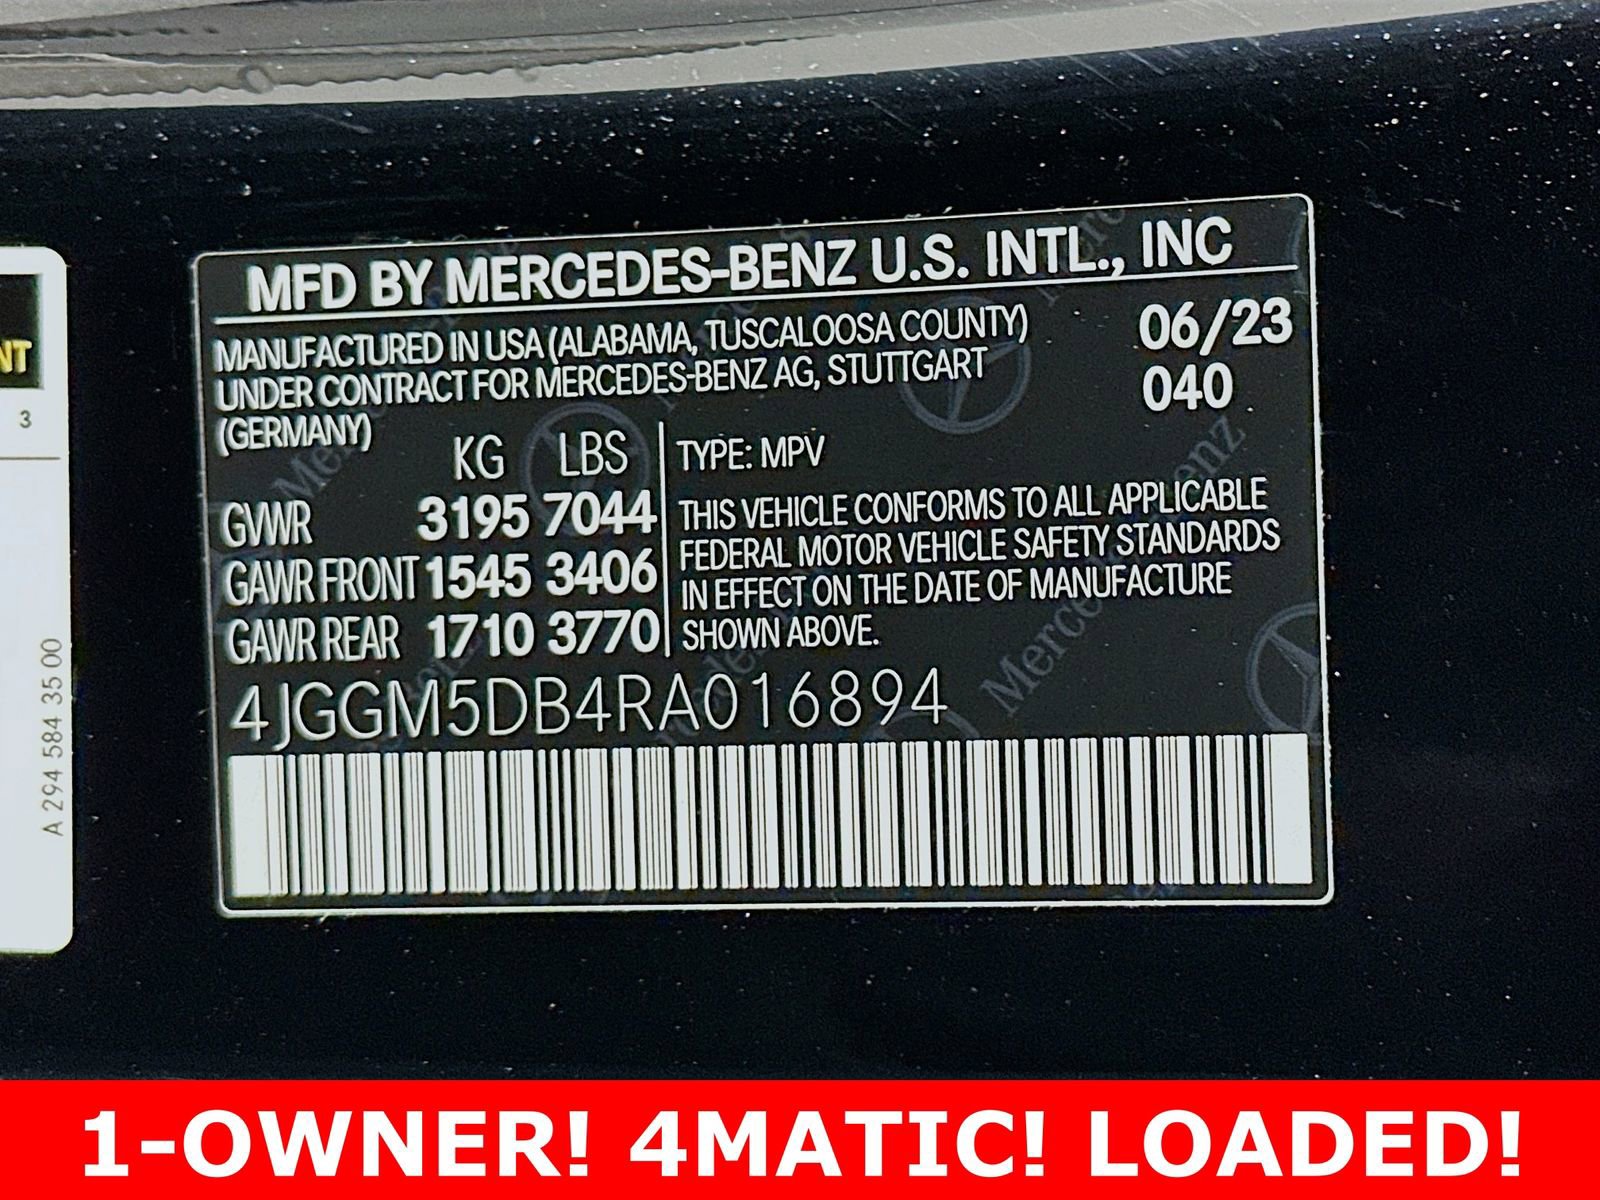 MFD BY MERCEDES-BENZ U.S. INTL., INC
MANUFACTURED IN USA (ALABAMA, TUSCALOOSA COUNTY)
UNDER CONTRACT FOR MERCEDES-BENZ AG, STUTTGART
(GERMANY)
06/23
040
KG LBS
GVWR 3195 7044
GAWR FRONT 1545 3406
GAWR REAR 1710 3770
TYPE: MPV
THIS VEHICLE CONFORMS TO ALL APPLICABLE
FEDERAL MOTOR VEHICLE SAFETY STANDARDS
IN EFFECT ON THE DATE OF MANUFACTURE
SHOWN ABOVE.
4JGGM5DB4RA016894
NT
3
A 294 584 35 00
1-OWNER! 4MATIC! LOADED!